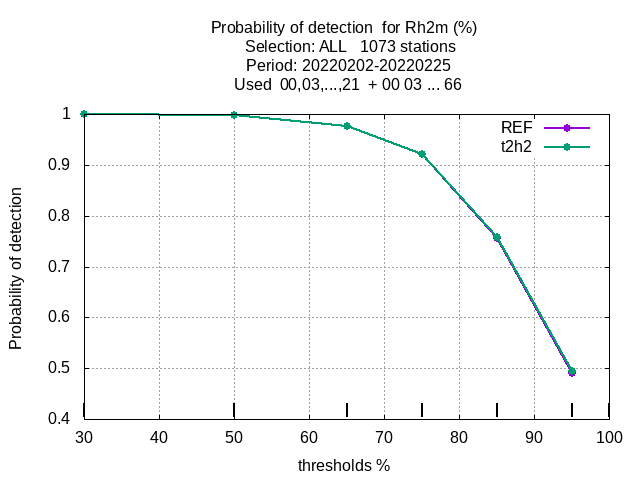 Probability of detection  for Rh2m (%)
Selection: ALL   1073 stations
Period: 20220202-20220225
Used  00,03,...,21  + 00 03 ... 66
REF
t2h2
1
0.9
0.8
0.7
0.6
0.5
0.4
Probability of detection
30 40 50 60 70 80 90 100
thresholds %